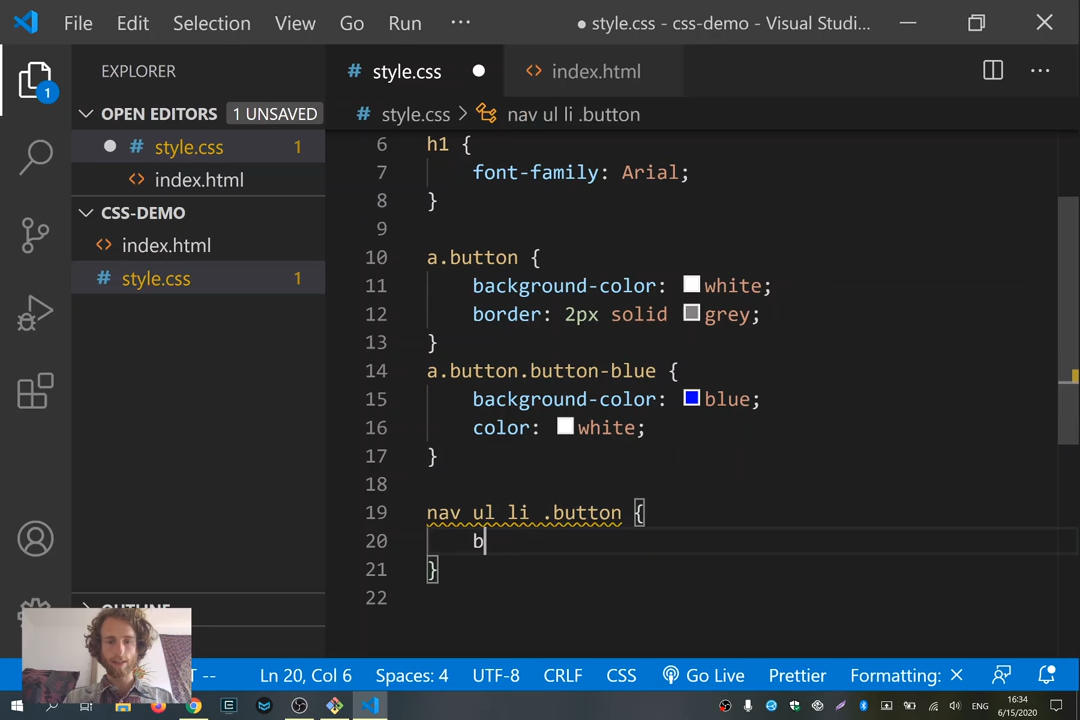 File Edit Selection View Go Run ··· ● style.css - css-demo - Visual Studi...
EXPLORER
# style.css ●
<> index.html
OPEN EDITORS 1 UNSAVED
# style.css > nav ul li .button
● # style.css 1
<> index.html
CSS-DEMO
<> index.html
# style.css 1
1
6 h1 {
7 font-family: Arial;
8 }
9
10 a.button {
11 background-color: white;
12 border: 2px solid grey;
13 }
14 a.button.button-blue {
15 background-color: blue;
16 color: white;
17 }
18
19 nav ul li .button {
20 b
21 }
22
Ln 20, Col 6 Spaces: 4 UTF-8 CRLF CSS Go Live Prettier Formatting: ×
16:34
6/15/2020